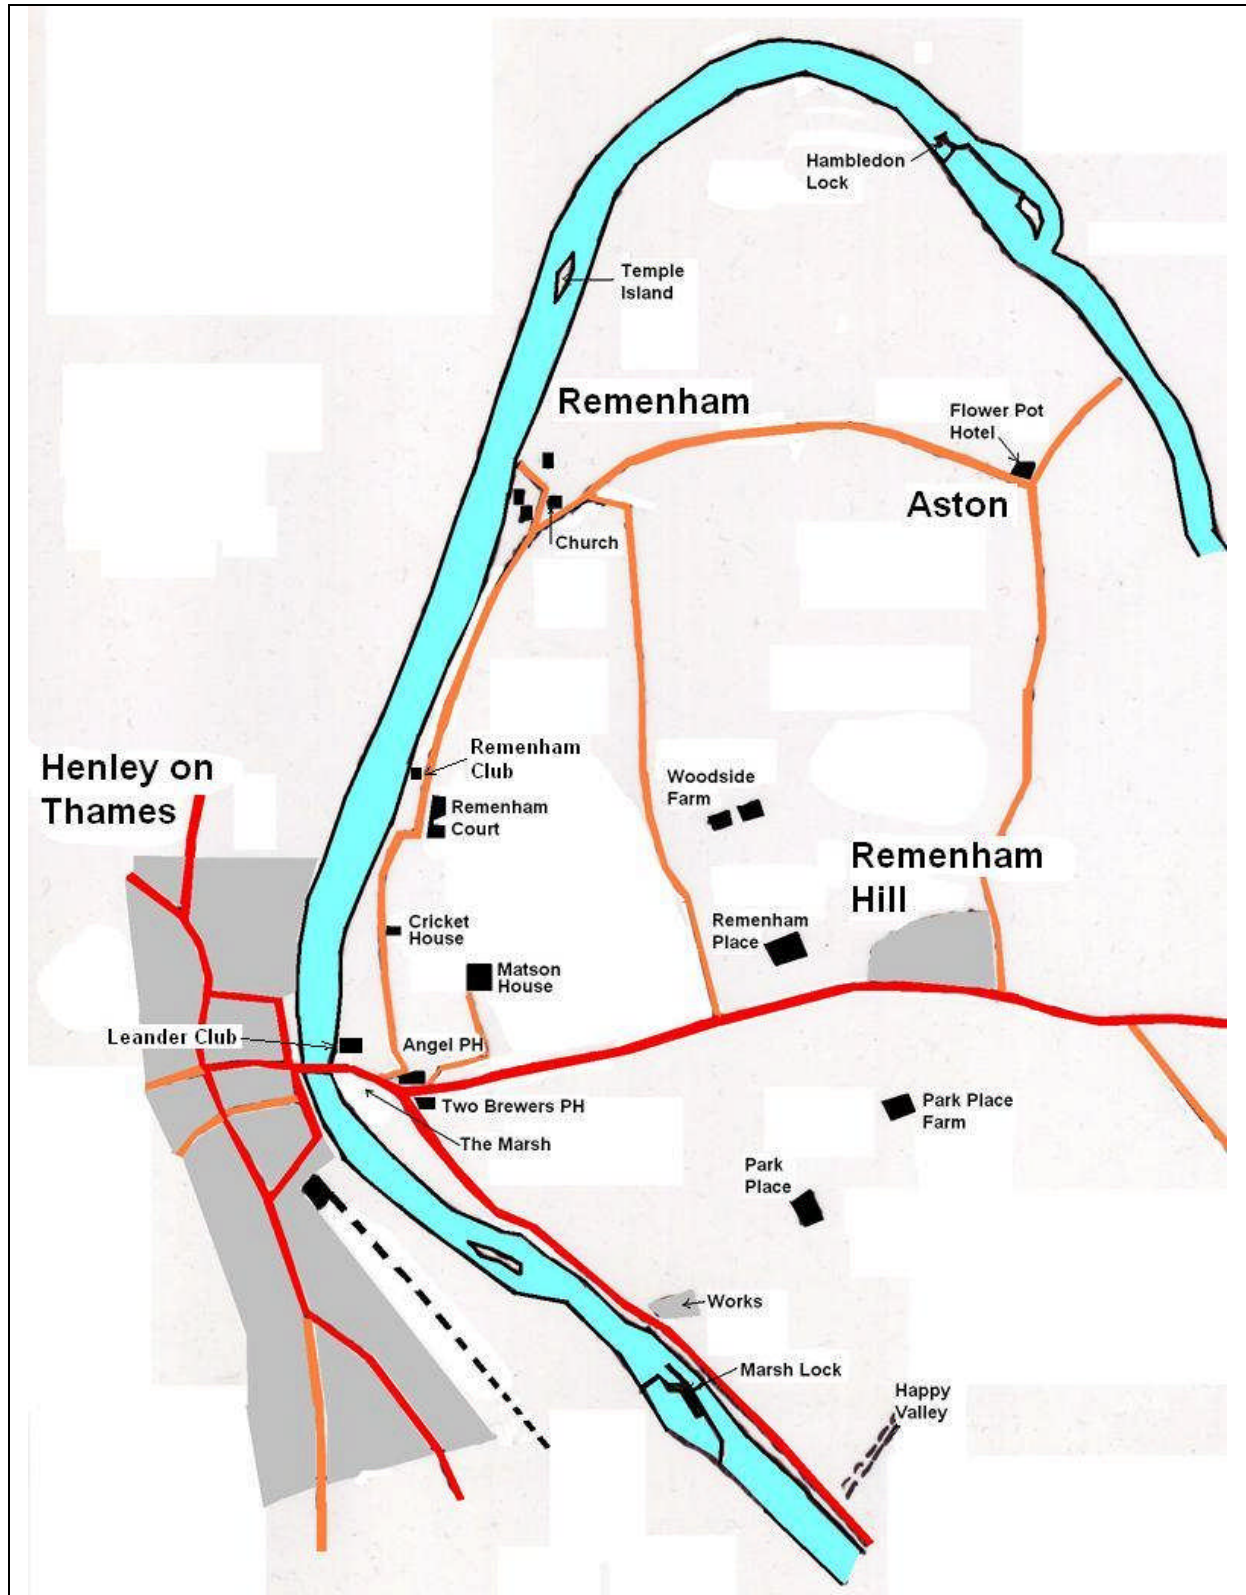 Hambledon
Lock
Temple
Island
Remenham
Flower Pot
Hotel
Aston
Church
Remenham
Club
Henley on
Thames
Woodside
Farm
Remenham
Court
Remenham
Hill
Remenham
Place
Cricket
House
Matson
House
Leander Club
Angel PH
Two Brewers PH
Park Place
Farm
The Marsh
Park
Place
Works
Marsh Lock
Happy
Valley